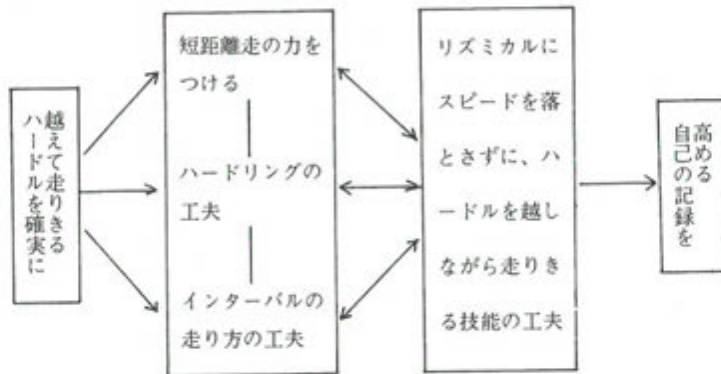 ハードルを確実に
越えて走りきる
短距離走の力を
つける
ハードリングの
工夫
インターバルの
走り方の工夫
リズミカルに
スピードを落
とさずに、ハ
ードルを越し
ながら走りき
る技能の工夫
自己の記録を
高める